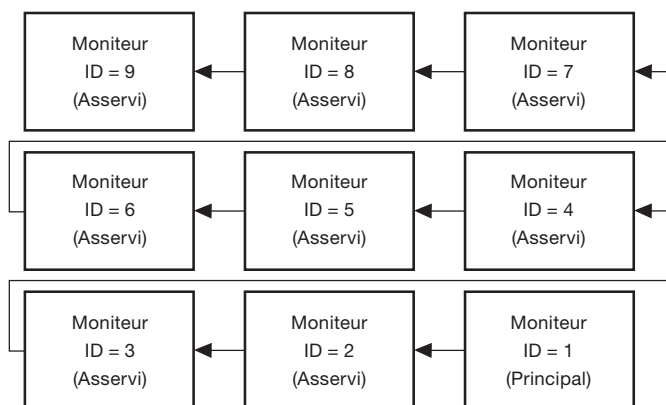 Moniteur
ID = 9
(Asservi)
Moniteur
ID = 8
(Asservi)
Moniteur
ID = 7
(Asservi)
Moniteur
ID = 6
(Asservi)
Moniteur
ID = 5
(Asservi)
Moniteur
ID = 4
(Asservi)
Moniteur
ID = 3
(Asservi)
Moniteur
ID = 2
(Asservi)
Moniteur
ID = 1
(Principal)